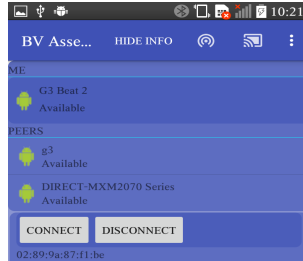 10:21
BV Asse... HIDE INFO
ME
G3 Beat 2
Available
PEERS
g3
Available
DIRECT-MXM2070 Series
Available
CONNECT DISCONNECT
02:89:9a:87:f1:be